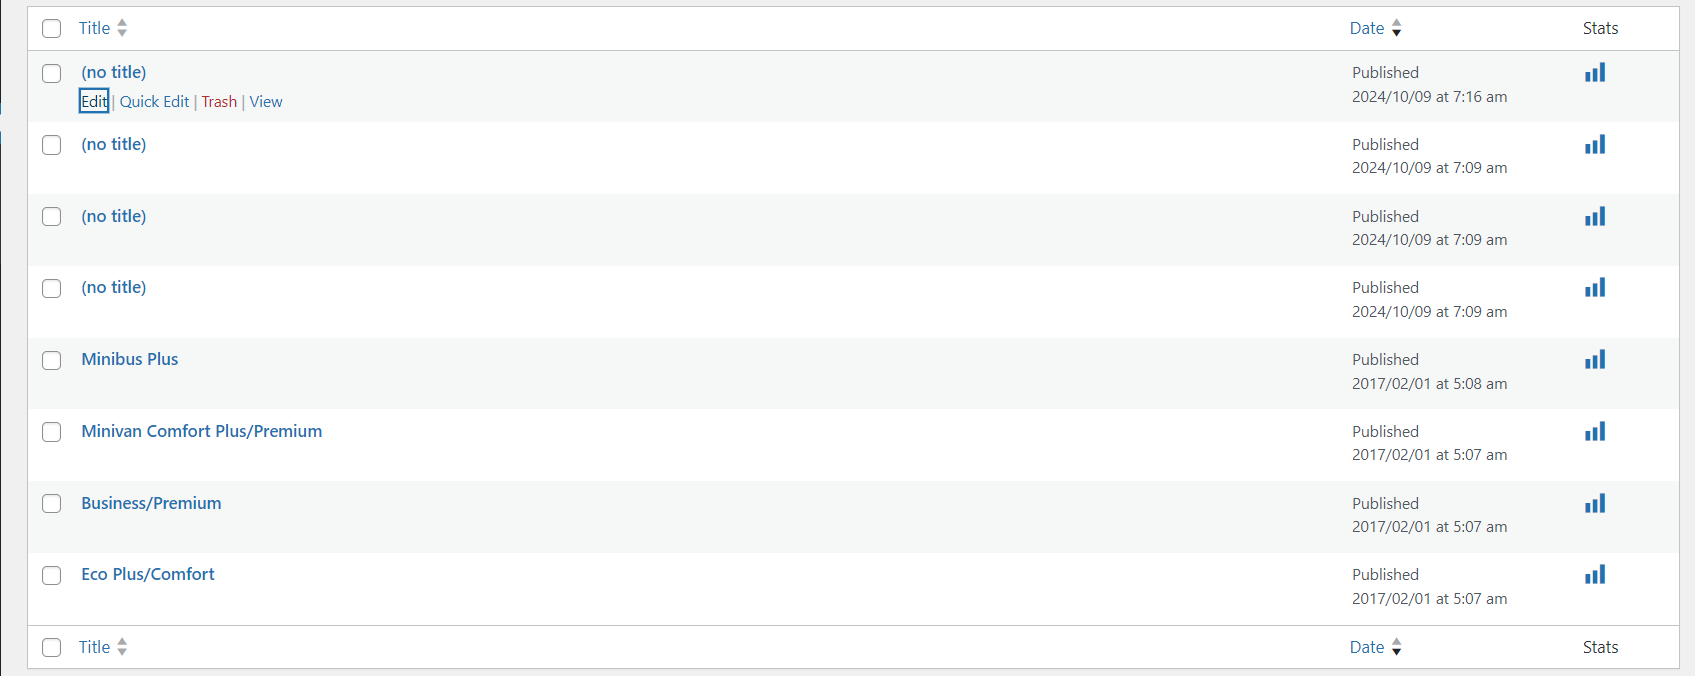 Title Date Stats
(no title) Published
Edit | Quick Edit | Trash | View 2024/10/09 at 7:16 am
(no title) Published
2024/10/09 at 7:09 am
(no title) Published
2024/10/09 at 7:09 am
(no title) Published
2024/10/09 at 7:09 am
Minibus Plus Published
2017/02/01 at 5:08 am
Minivan Comfort Plus/Premium Published
2017/02/01 at 5:07 am
Business/Premium Published
2017/02/01 at 5:07 am
Eco Plus/Comfort Published
2017/02/01 at 5:07 am
Title Date Stats